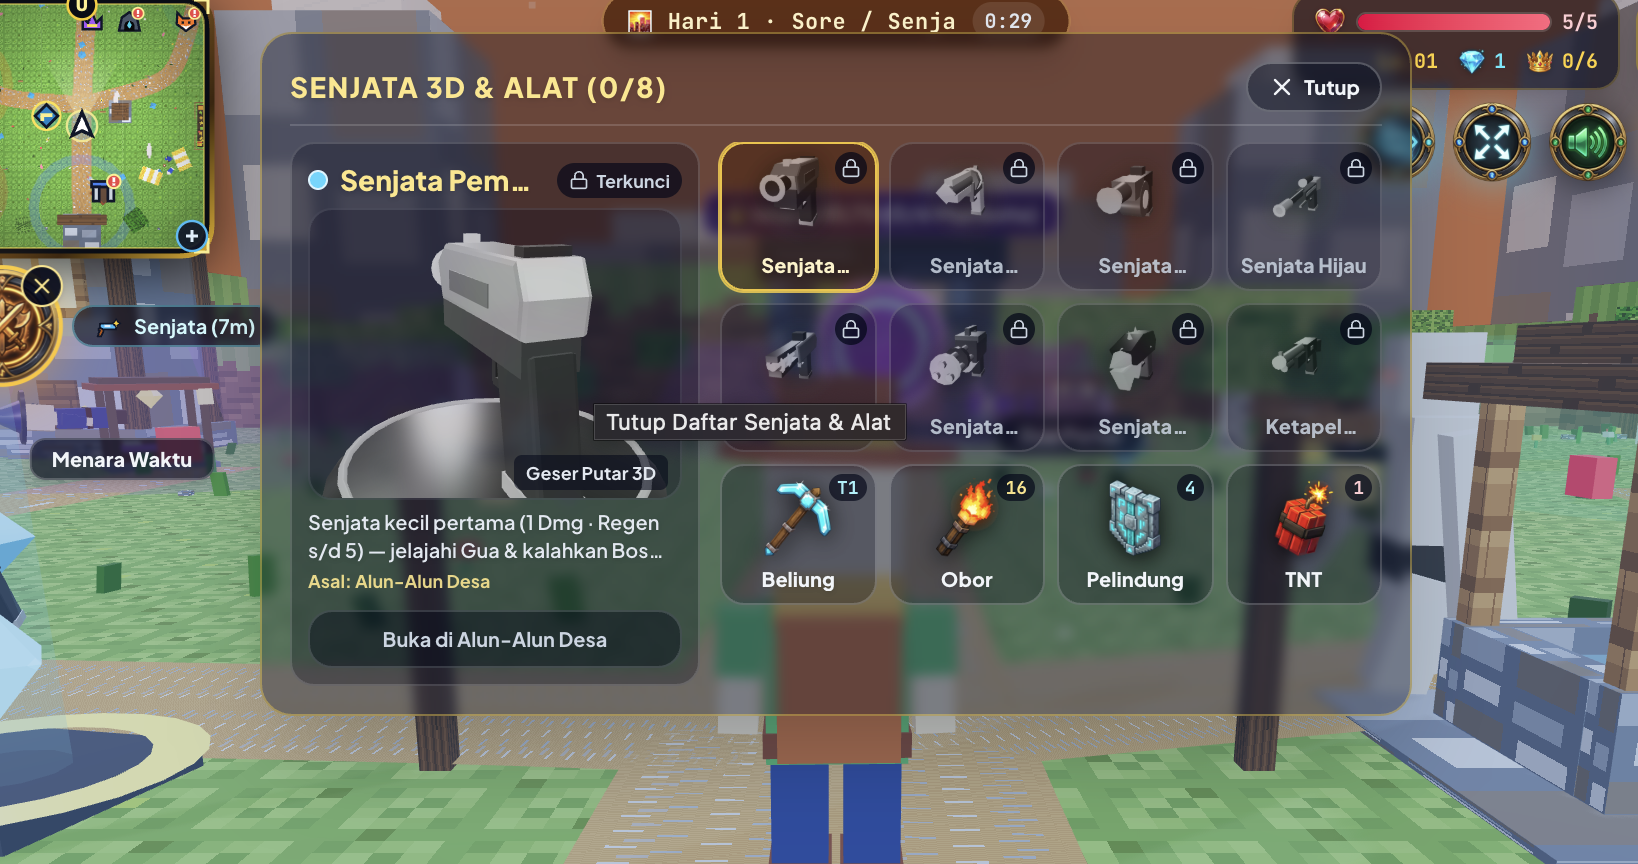 Hari 1 · Sore / Senja 0:29
5/5
01 1 0/6
SENJATA 3D & ALAT (0/8)
Tutup
Senjata Pem...
Terkunci
Geser Putar 3D
Senjata kecil pertama (1 Dmg · Regen
s/d 5) — jelajahi Gua & kalahkan Bos...
Asal: Alun-Alun Desa
Buka di Alun-Alun Desa
Senjata...
Senjata...
Senjata...
Senjata Hijau
Tutup Daftar Senjata & Alat
Senjata...
Senjata...
Ketapel...
T1
Beliung
16
Obor
4
Pelindung
1
TNT
Senjata (7m)
Menara Waktu